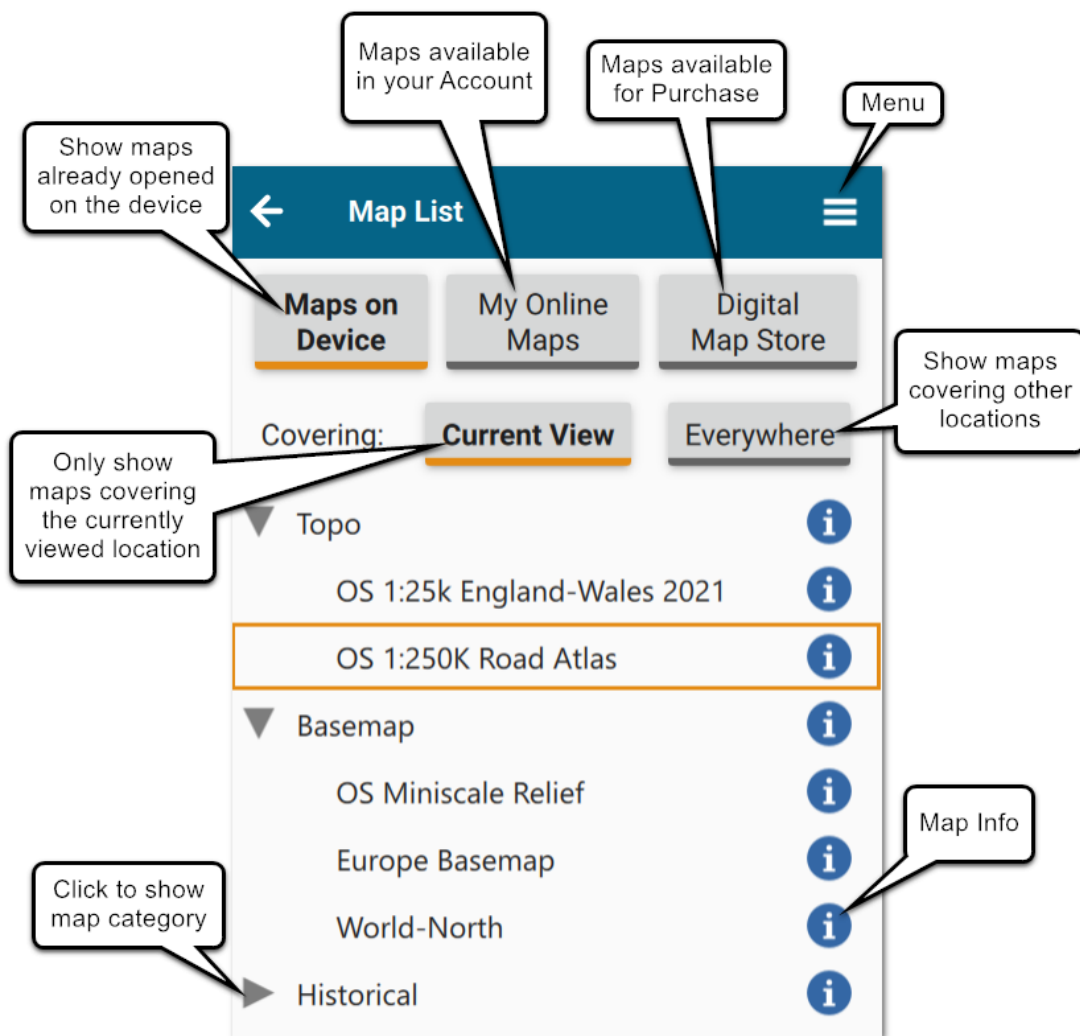 Maps available
in your Account
Maps available
for Purchase
Menu
Show maps
already opened
on the device
Map List
Maps on
Device
My Online
Maps
Digital
Map Store
Show maps
covering other
locations
Covering:
Current View
Everywhere
Only show
maps covering
the currently
viewed location
Topo
OS 1:25k England-Wales 2021
OS 1:250K Road Atlas
Basemap
OS Miniscale Relief
Map Info
Europe Basemap
Click to show
map category
World-North
Historical